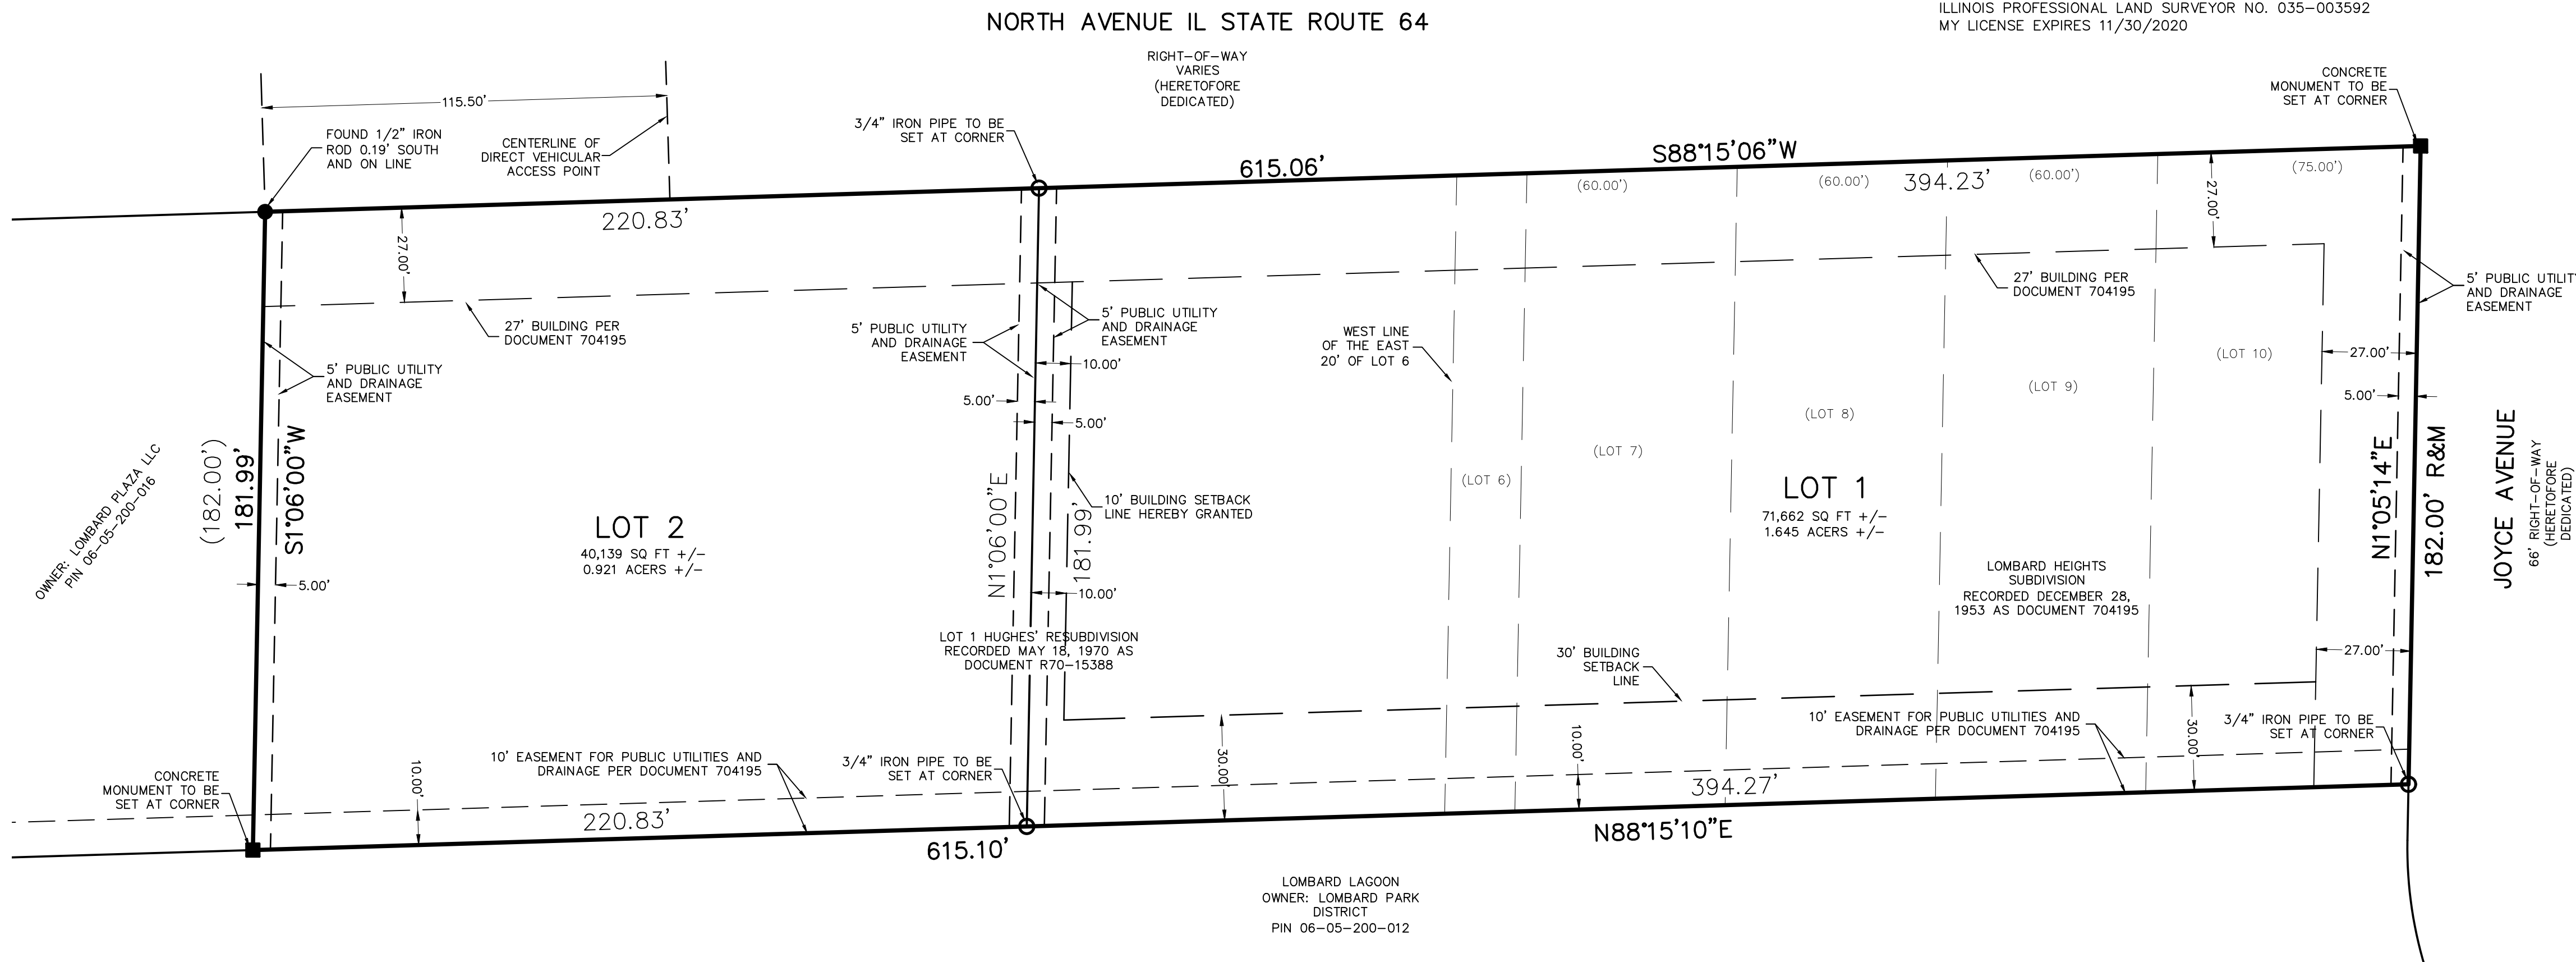 ILLINOIS PROFESSIONAL LAND SURVEYOR NO. 035-003592
MY LICENSE EXPIRES 11/30/2020
NORTH AVENUE IL STATE ROUTE 64
RIGHT-OF-WAY
VARIES
(HERETOFORE
DEDICATED)
CONCRETE
MONUMENT TO BE
SET AT CORNER
115.50'
FOUND 1/2" IRON
ROD 0.19' SOUTH
AND ON LINE
CENTERLINE OF
DIRECT VEHICULAR
ACCESS POINT
3/4" IRON PIPE TO BE
SET AT CORNER
615.06'
S88°15'06"W
220.83'
(60.00')
(60.00')
394.23'
(60.00')
(75.00')
27.00'
27.00'
27' BUILDING PER
DOCUMENT 704195
5' PUBLIC UTILITY
AND DRAINAGE
EASEMENT
5' PUBLIC UTILITY
AND DRAINAGE
EASEMENT
5' PUBLIC UTILITY
AND DRAINAGE
EASEMENT
10.00'
5.00'
5.00'
WEST LINE
OF THE EAST
20' OF LOT 6
27' BUILDING PER
DOCUMENT 704195
5' PUBLIC UTILIT
AND DRAINAGE
EASEMENT
(LOT 10)
27.00'
(LOT 9)
5.00'
(LOT 8)
(LOT 7)
(LOT 6)
OWNER: LOMBARD PLAZA LLC
PIN 06-05-200-016
(182.00')
181.99'
S1°06'00"W
5.00'
LOT 2
40,139 SQ FT +/-
0.921 ACERS +/-
N1°06'00"E
181.99'
10' BUILDING SETBACK
LINE HEREBY GRANTED
10.00'
LOT 1
71,662 SQ FT +/-
1.645 ACERS +/-
N1°05'14"E
182.00' R&M
JOYCE AVENUE
66' RIGHT-OF-WAY
(HERETOFORE
DEDICATED)
LOMBARD HEIGHTS
SUBDIVISION
RECORDED DECEMBER 28,
1953 AS DOCUMENT 704195
LOT 1 HUGHES' RESUBDIVISION
RECORDED MAY 18, 1970 AS
DOCUMENT R70-15388
30' BUILDING
SETBACK
LINE
27.00'
10' EASEMENT FOR PUBLIC UTILITIES AND
DRAINAGE PER DOCUMENT 704195
30.00'
3/4" IRON PIPE TO BE
SET AT CORNER
CONCRETE
MONUMENT TO BE
SET AT CORNER
10.00'
10' EASEMENT FOR PUBLIC UTILITIES AND
DRAINAGE PER DOCUMENT 704195
3/4" IRON PIPE TO BE
SET AT CORNER
30.00'
10.00'
394.27'
220.83'
615.10'
N88°15'10"E
LOMBARD LAGOON
OWNER: LOMBARD PARK
DISTRICT
PIN 06-05-200-012